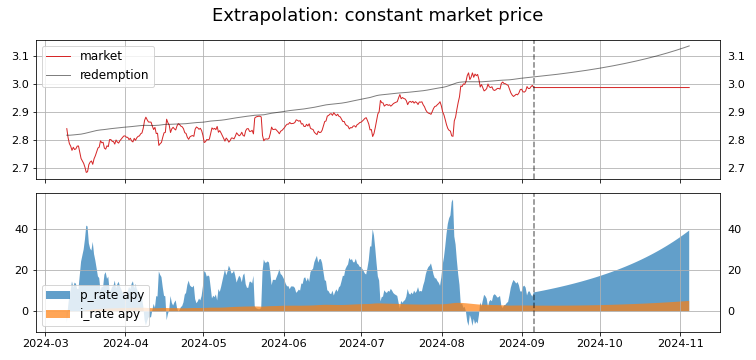 Extrapolation: constant market price
3.1 3.1
market
redemption
3.0 3.0
2.9 2.9
2.8 2.8
2.7 2.7
40 40
20 20
p_rate apy
i_rate apy
0 0
2024-03 2024-04 2024-05 2024-06 2024-07 2024-08 2024-09 2024-10 2024-11